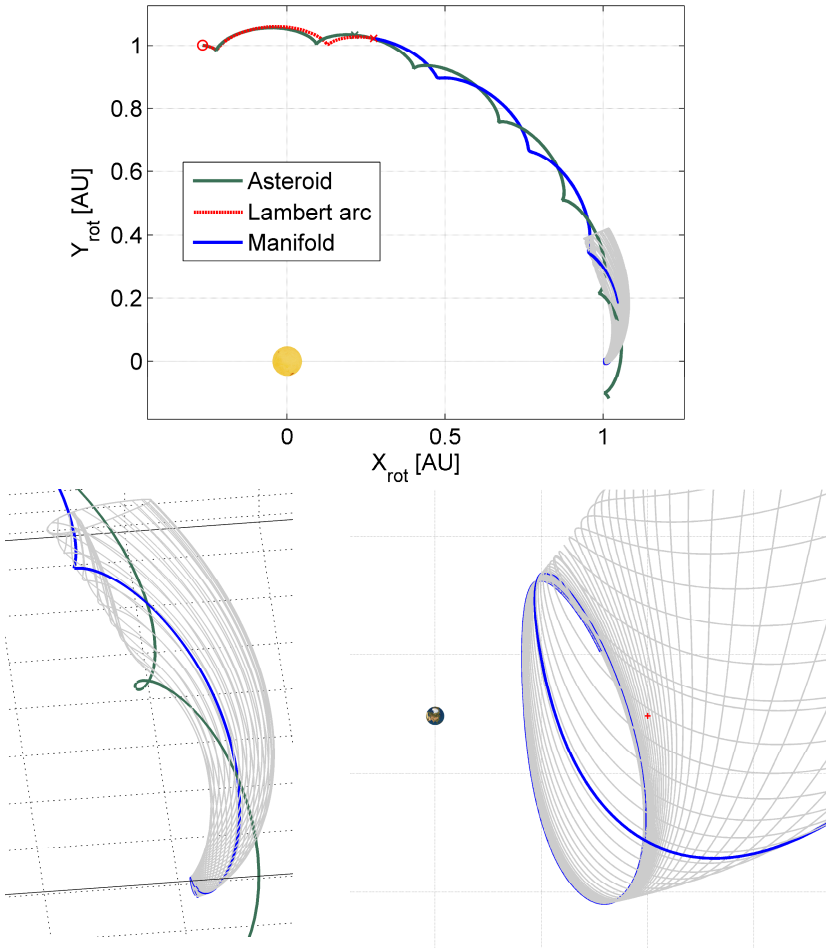 1
0.8
0.6
0.4
0.2
0
Y_rot [AU]
Asteroid
Lambert arc
Manifold
0
0.5
1
X_rot [AU]